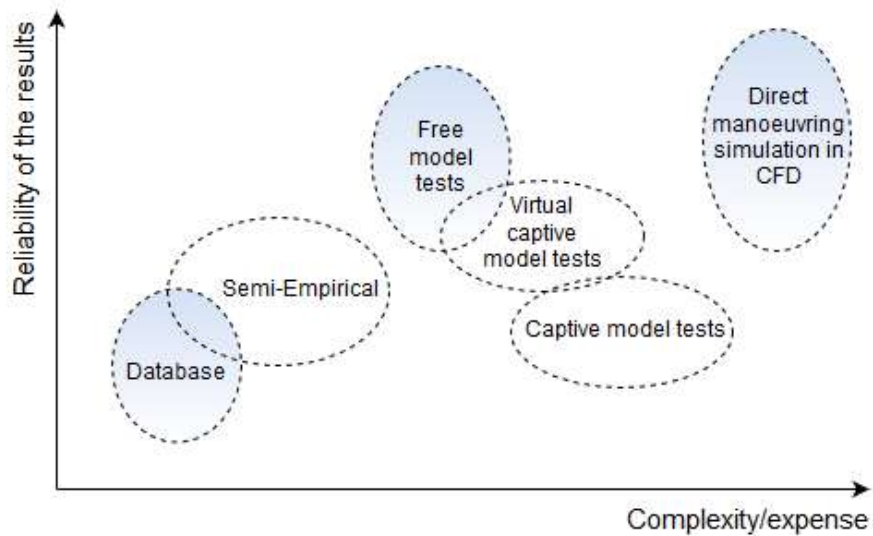 Reliability of the results
Free
model
tests
Direct
manoeuvring
simulation in
CFD
Virtual
captive
model tests
Semi-Empirical
Captive model tests
Database
Complexity/expense